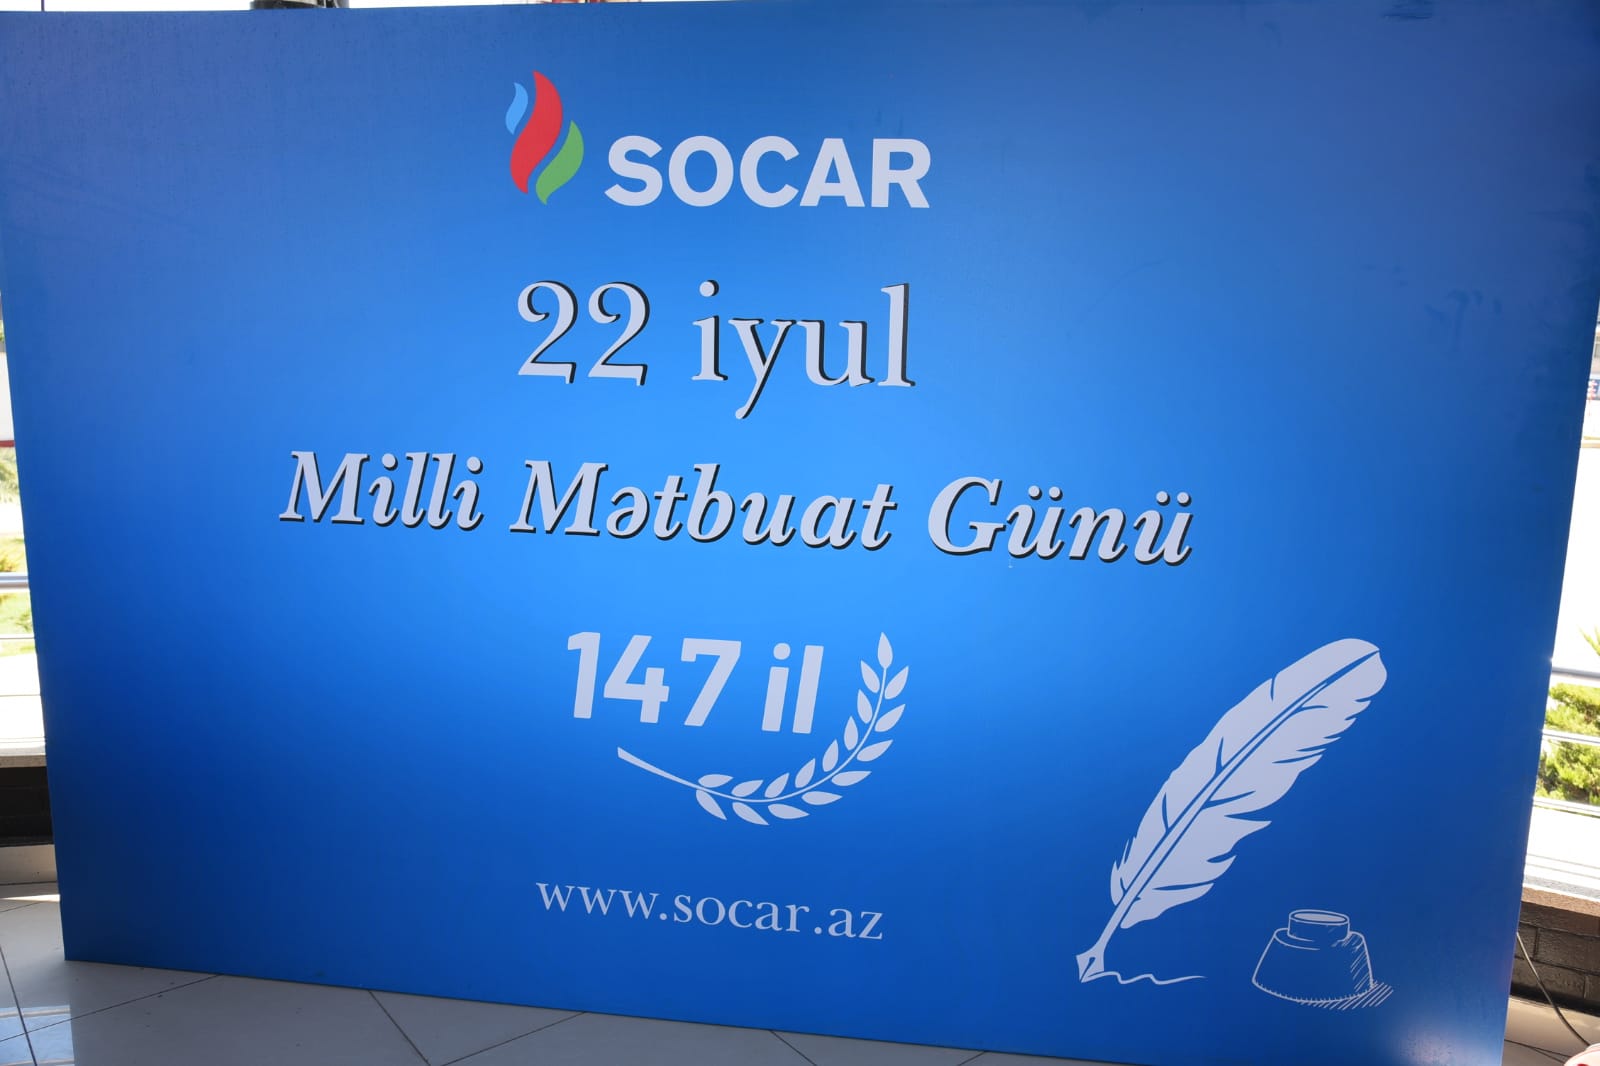 SOCAR
22 iyul
Milli Mətbuat Günü
147 il
www.socar.az